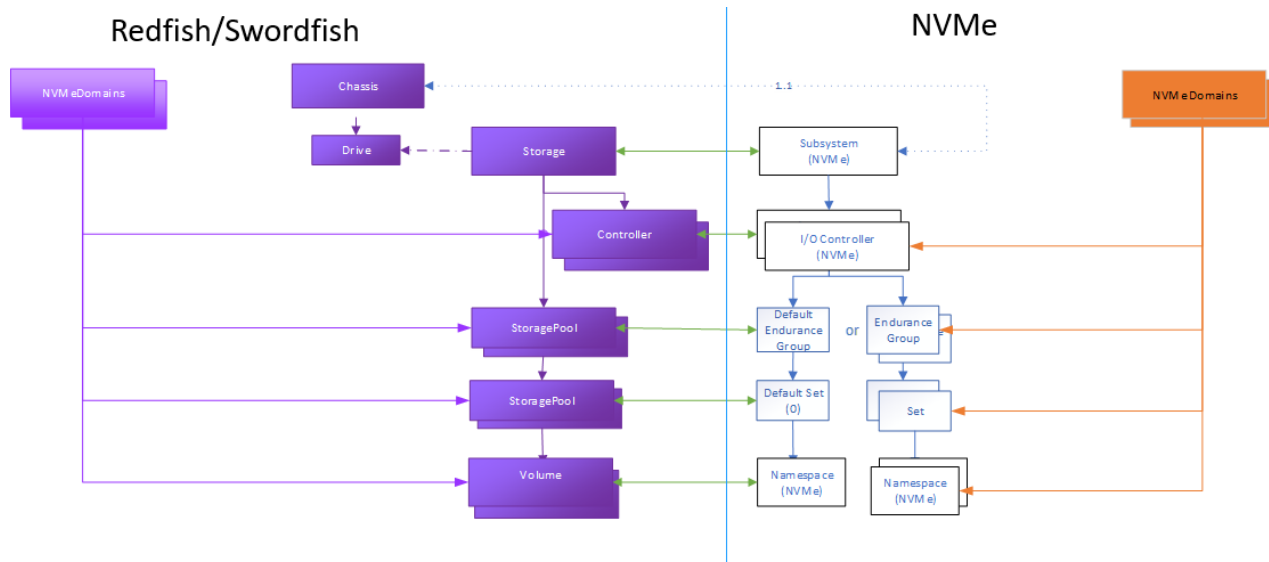 Redfish/Swordfish
NVMe
NVMeDomains
Chassis
1..1
NVMeDomains
Drive
Storage
Subsystem
(NVMe)
Controller
I/O Controller
(NVMe)
StoragePool
Default
Endurance
Group
or
Endurance
Group
StoragePool
Default Set
(0)
Set
Volume
Namespace
(NVMe)
Namespace
(NVMe)